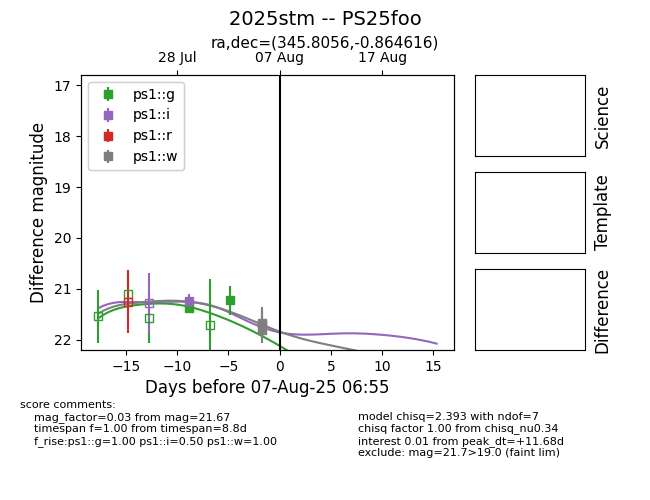 2025stm -- PS25foo
ra,dec=(345.8056,-0.864616)
28 Jul
07 Aug
17 Aug
17
18
19
20
21
22
Difference magnitude
ps1::g
ps1::i
ps1::r
ps1::w
−15
−10
−5
0
5
10
15
Days before 07-Aug-25 06:55
Science
Template
Difference
score comments:
mag_factor=0.03 from mag=21.67
timespan f=1.00 from timespan=8.8d
f_rise:ps1::g=1.00 ps1::i=0.50 ps1::w=1.00
model chisq=2.393 with ndof=7
chisq factor 1.00 from chisq_nu0.34
interest 0.01 from peak_dt=+11.68d
exclude: mag=21.7>19.0 (faint lim)